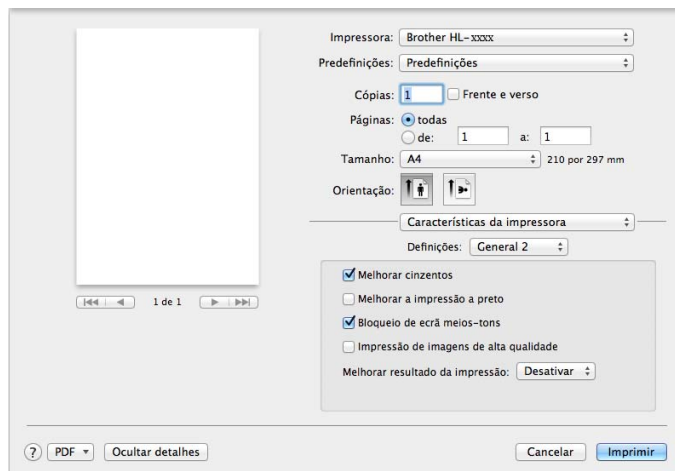 Impressora: Brother HL-xxxx
Predefinições: Predefinições
Cópias: 1 Frente e verso
Páginas: todas
de: 1 a: 1
Tamanho: A4 210 por 297 mm
Orientação:
Características da impressora
Definições: General 2
Melhorar cinzentos
Melhorar a impressão a preto
Bloqueio de ecrã meios-tons
Impressão de imagens de alta qualidade
Melhorar resultado da impressão: Desativar
1 de 1
? PDF Ocultar detalhes Cancelar Imprimir